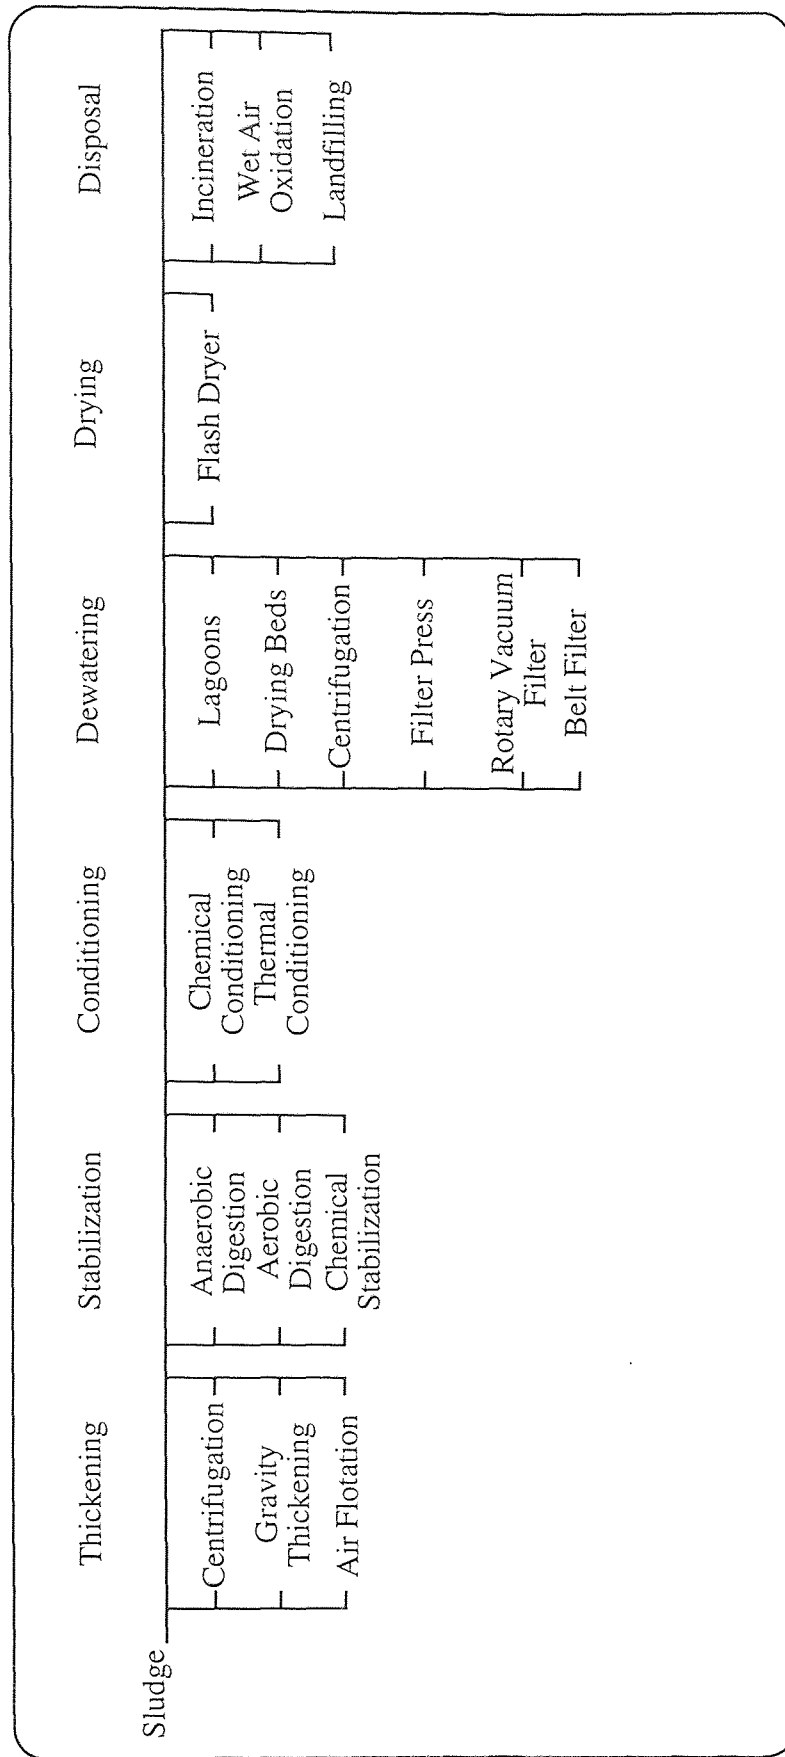 Thickening
Stabilization
Conditioning
Dewatering
Drying
Disposal
Sludge
Centrifugation
Gravity
Thickening
Air Flotation
Anaerobic
Digestion
Aerobic
Digestion
Chemical
Stabilization
Chemical
Conditioning
Thermal
Conditioning
Lagoons
Drying Beds
Centrifugation
Filter Press
Rotary Vacuum
Filter
Belt Filter
Flash Dryer
Incineration
Wet Air
Oxidation
Landfilling